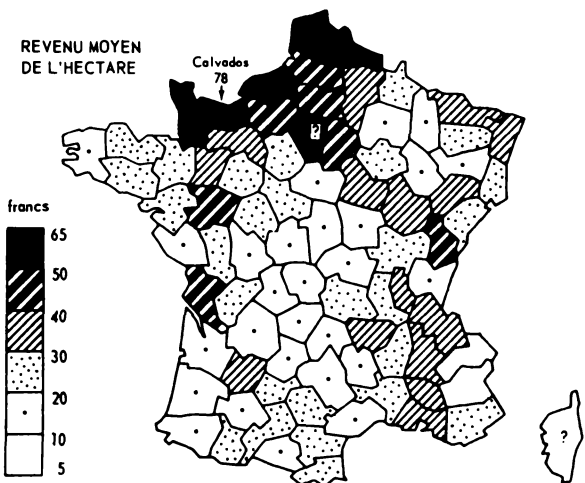 REVENU MOYEN
DE L'HECTARE
Calvados
78
?
francs
65
50
40
30
20
10
5
?